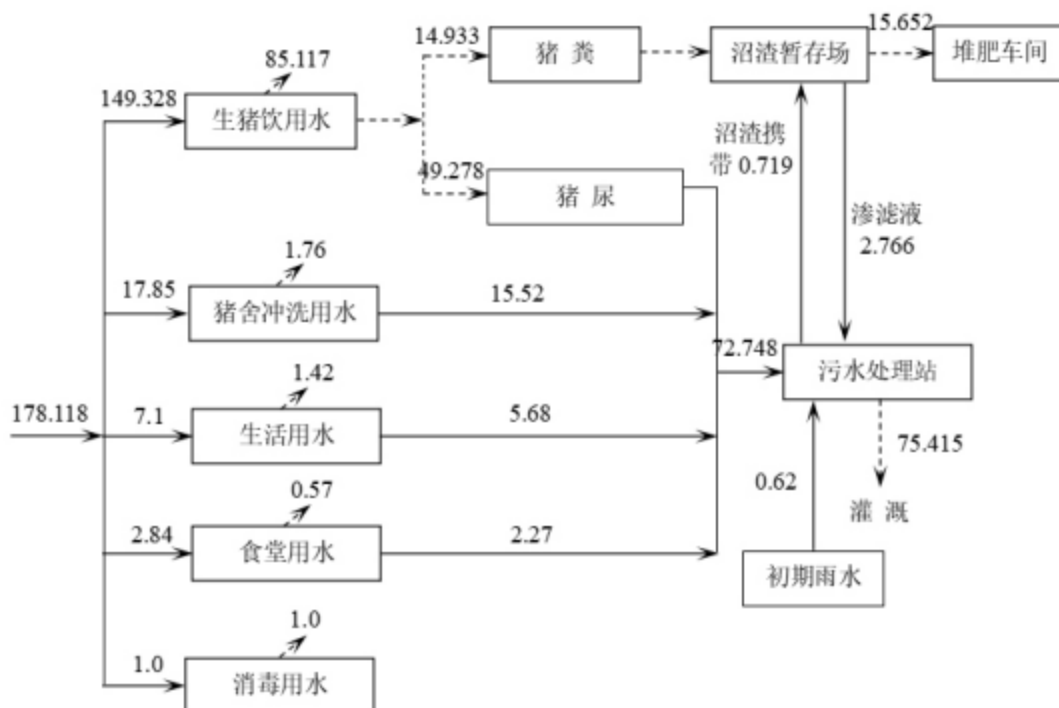 14.933
猪 粪
沼渣暂存场
15.652
堆肥车间
85.117
149.328
生猪饮用水
沼渣携
带 0.719
49.278
猪 尿
渗滤液
2.766
1.76
17.85
猪舍冲洗用水
15.52
72.748
污水处理站
1.42
178.118
7.1
生活用水
5.68
75.415
0.62
灌 溉
0.57
2.84
食堂用水
2.27
初期雨水
1.0
1.0
消毒用水